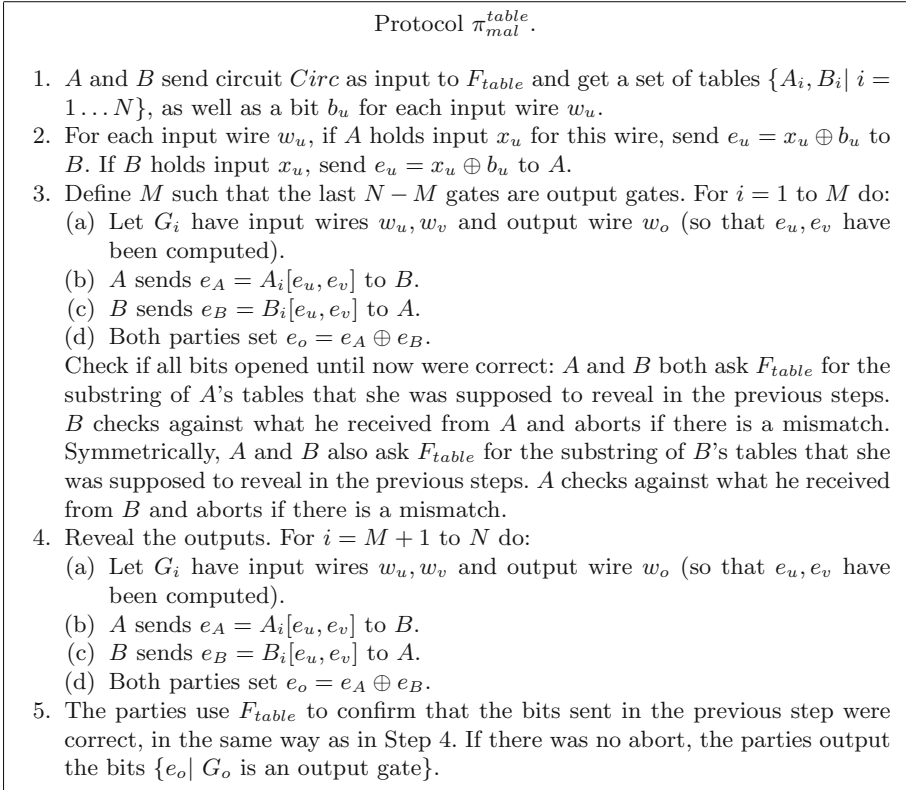 Protocol π_{mal}^{table}.
1. A and B send circuit Circ as input to F_{table} and get a set of tables {A_i, B_i| i =
1 . . . N}, as well as a bit b_u for each input wire w_u.
2. For each input wire w_u, if A holds input x_u for this wire, send e_u = x_u ⊕ b_u to
B. If B holds input x_u, send e_u = x_u ⊕ b_u to A.
3. Define M such that the last N − M gates are output gates. For i = 1 to M do:
(a) Let G_i have input wires w_u, w_v and output wire w_o (so that e_u, e_v have
been computed).
(b) A sends e_A = A_i[e_u, e_v] to B.
(c) B sends e_B = B_i[e_u, e_v] to A.
(d) Both parties set e_o = e_A ⊕ e_B.
Check if all bits opened until now were correct: A and B both ask F_{table} for the
substring of A's tables that she was supposed to reveal in the previous steps.
B checks against what he received from A and aborts if there is a mismatch.
Symmetrically, A and B also ask F_{table} for the substring of B's tables that she
was supposed to reveal in the previous steps. A checks against what he received
from B and aborts if there is a mismatch.
4. Reveal the outputs. For i = M + 1 to N do:
(a) Let G_i have input wires w_u, w_v and output wire w_o (so that e_u, e_v have
been computed).
(b) A sends e_A = A_i[e_u, e_v] to B.
(c) B sends e_B = B_i[e_u, e_v] to A.
(d) Both parties set e_o = e_A ⊕ e_B.
5. The parties use F_{table} to confirm that the bits sent in the previous step were
correct, in the same way as in Step 4. If there was no abort, the parties output
the bits {e_o| G_o is an output gate}.